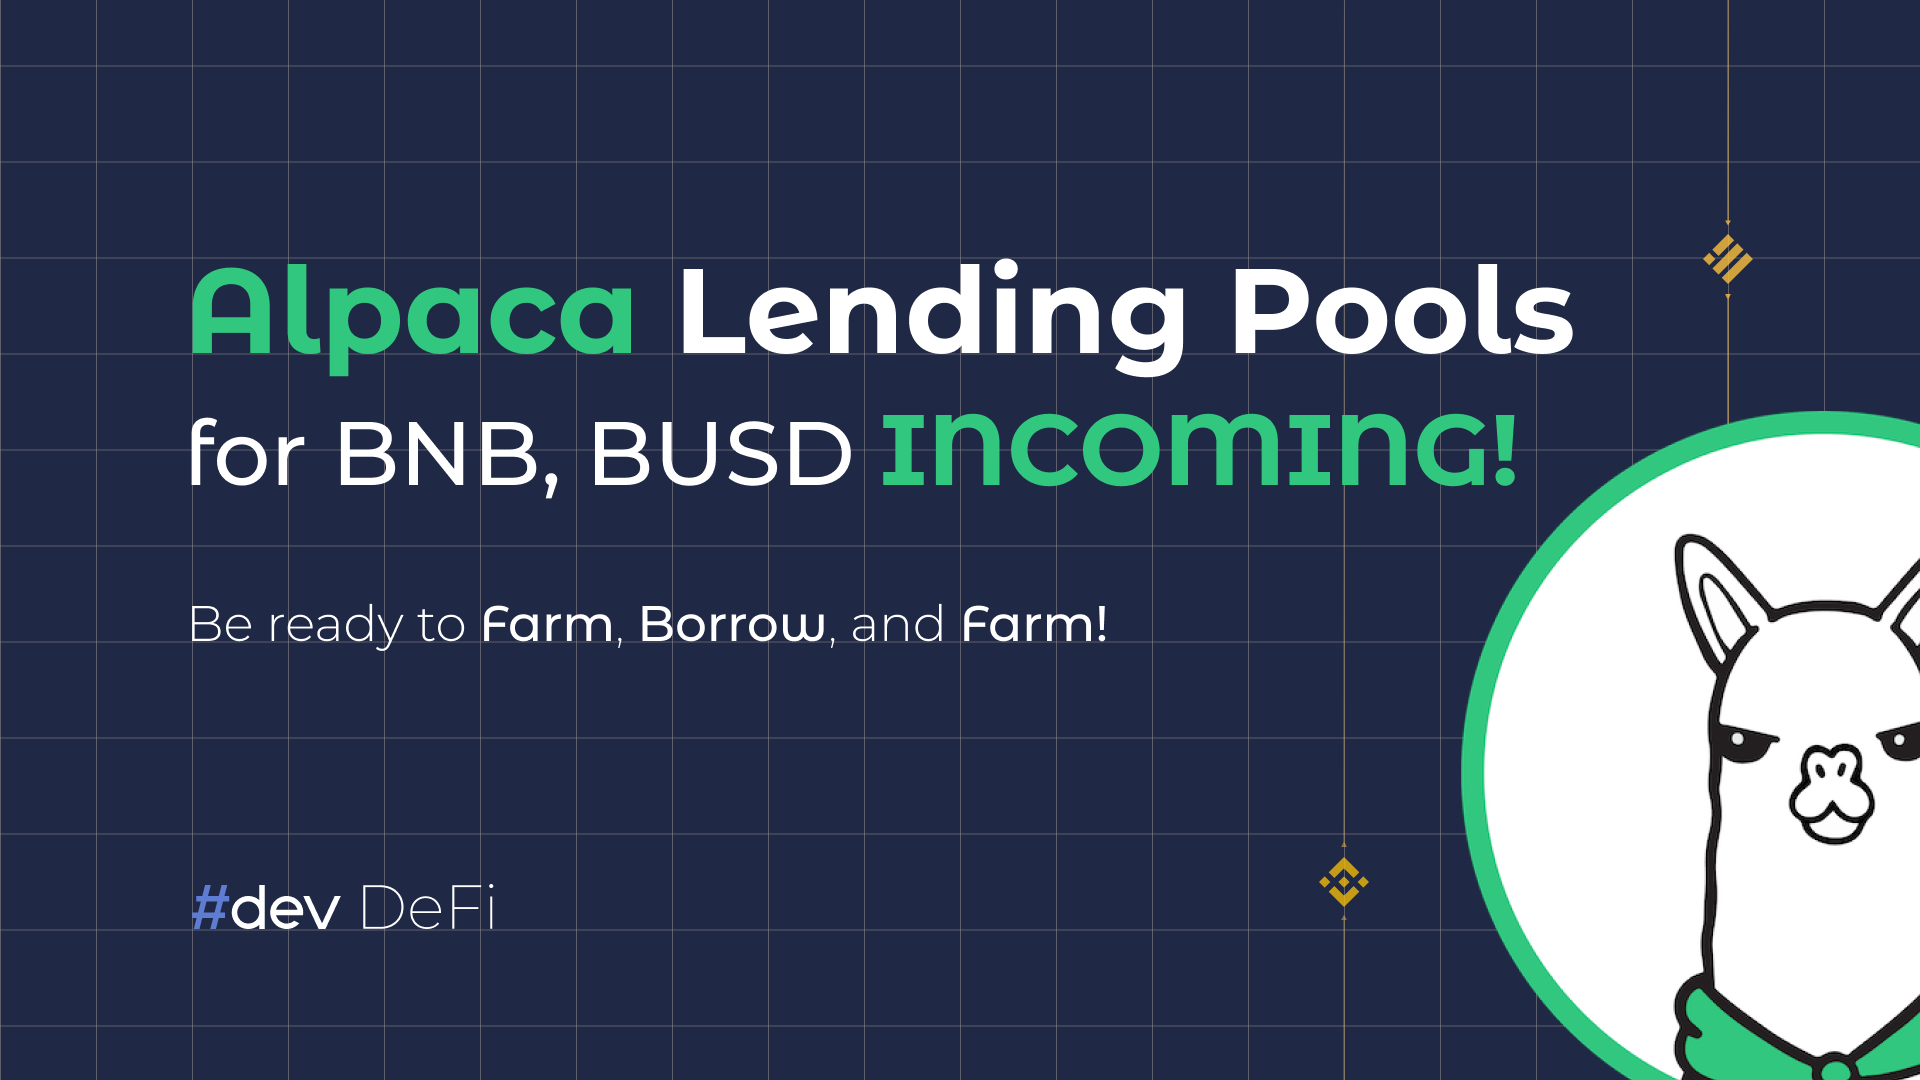 Alpaca Lending Pools
for BNB, BUSD INCOMING!
Be ready to Farm, Borrow, and Farm!
#dev DeFi